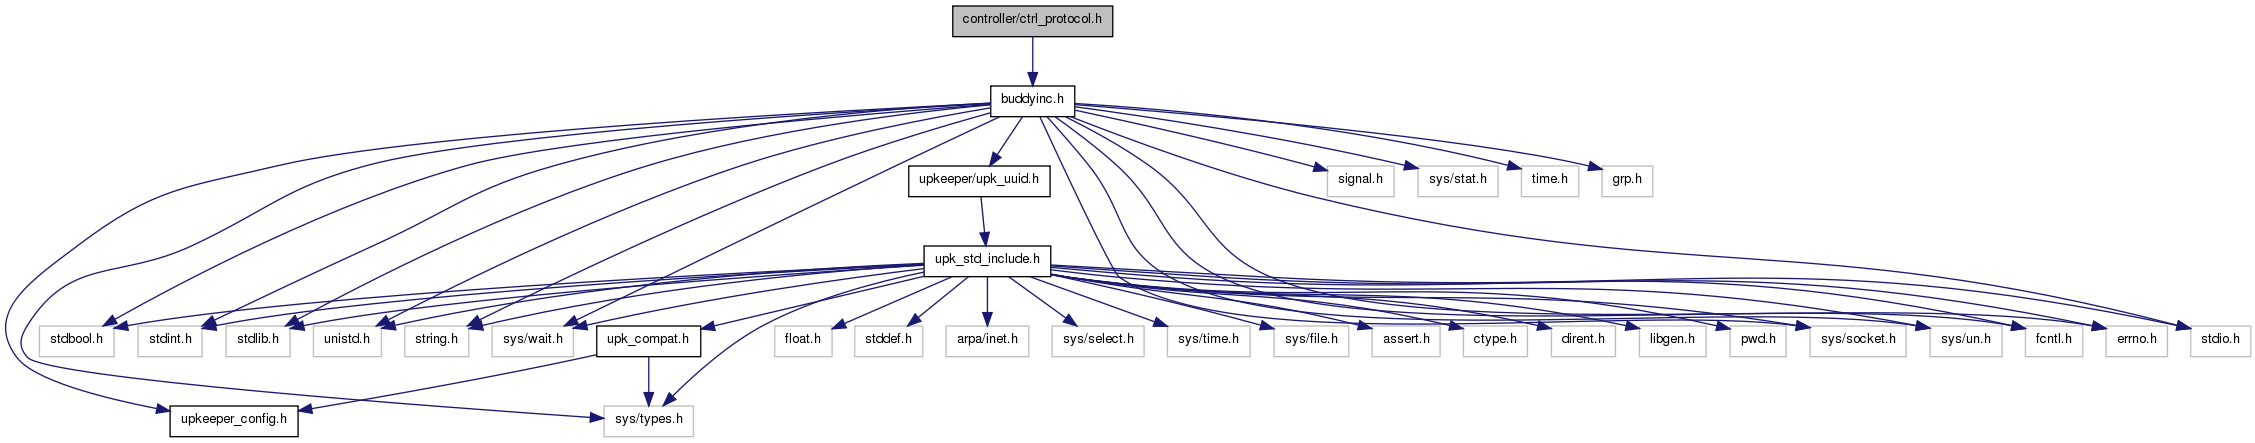 controller/ctrl_protocol.h
buddyinc.h
upkeeper/upk_uuid.h
signal.h
sys/stat.h
time.h
grp.h
upk_std_include.h
stdbool.h
stdint.h
stdlib.h
unistd.h
string.h
sys/wait.h
upk_compat.h
float.h
stddef.h
arpa/inet.h
sys/select.h
sys/time.h
sys/file.h
assert.h
ctype.h
dirent.h
libgen.h
pwd.h
sys/socket.h
sys/un.h
fcntl.h
errno.h
stdio.h
upkeeper_config.h
sys/types.h